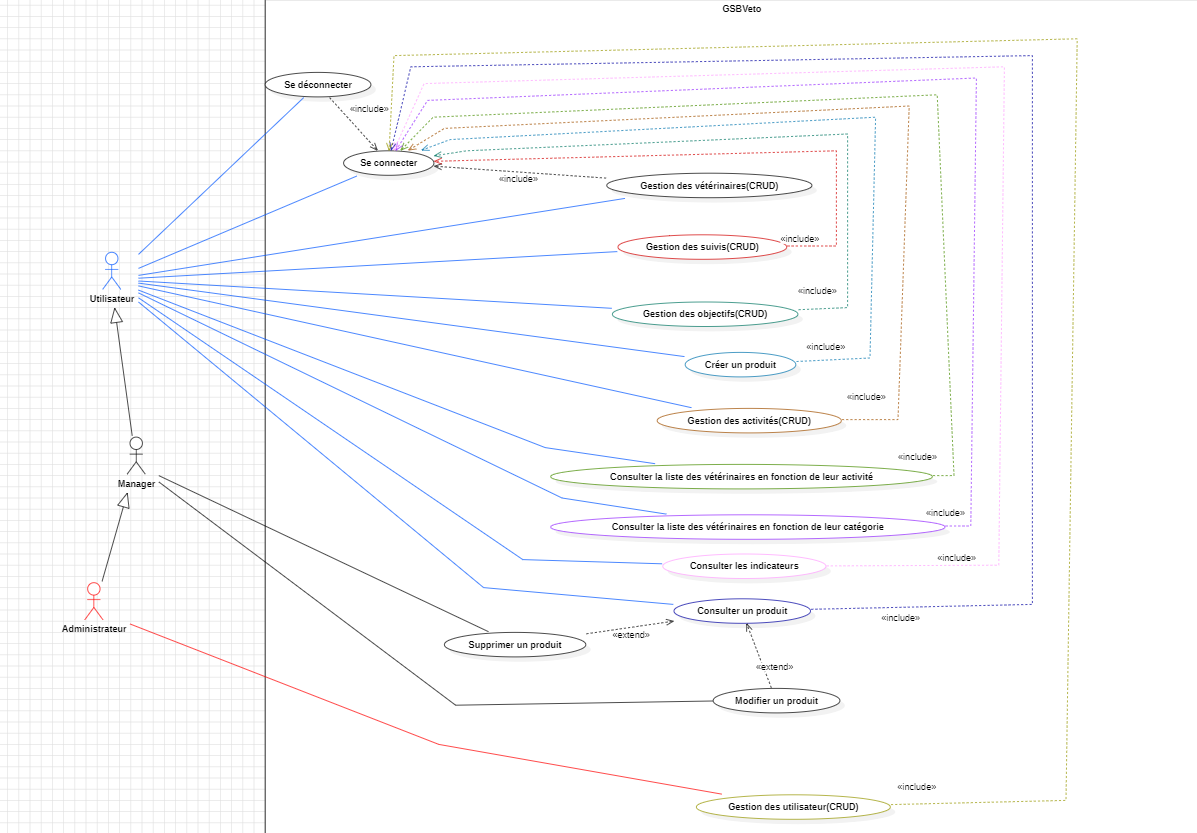 GSBVeto
Se déconnecter
«include»
Se connecter
«include»
Gestion des vétérinaires(CRUD)
«include»
Gestion des suivis(CRUD)
Utilisateur
«include»
Gestion des objectifs(CRUD)
«include»
Créer un produit
«include»
Gestion des activités(CRUD)
«include»
Consulter la liste des vétérinaires en fonction de leur activité
Manager
«include»
Consulter la liste des vétérinaires en fonction de leur catégorie
«include»
Consulter les indicateurs
Consulter un produit
«include»
Administrateur
«extend»
Supprimer un produit
«extend»
Modifier un produit
«include»
Gestion des utilisateur(CRUD)